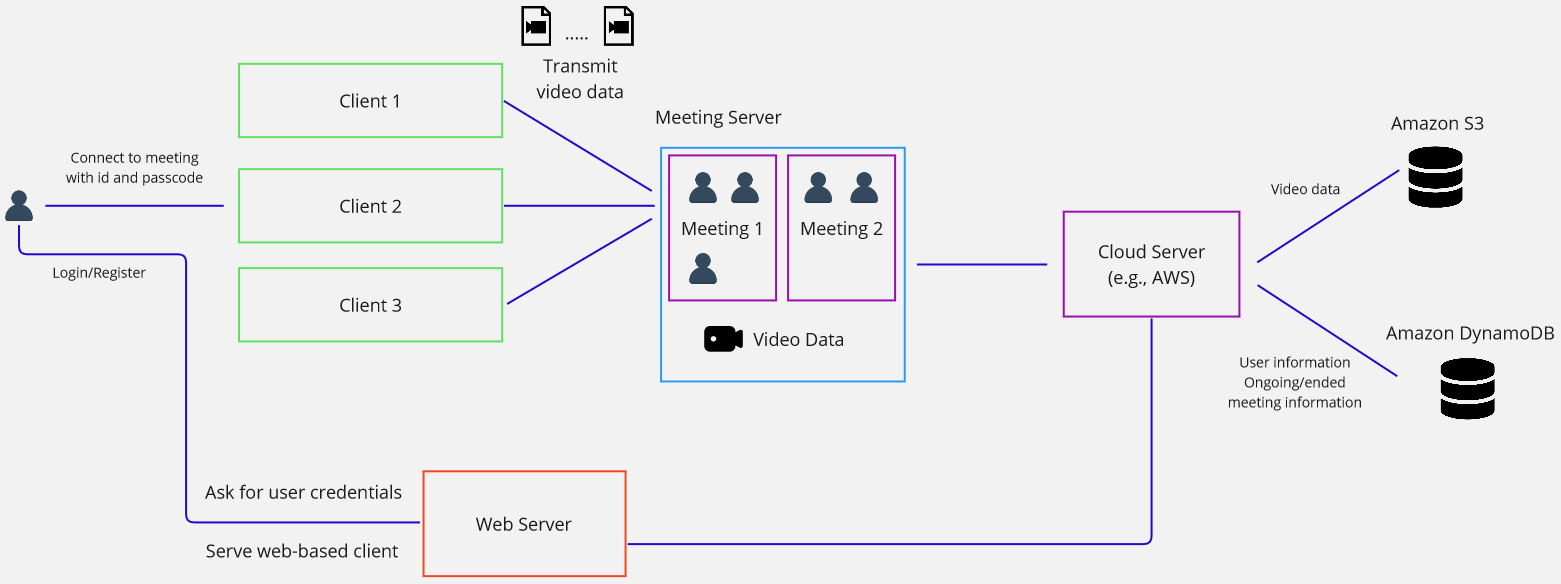 .....
Transmit
video data
Client 1
Meeting Server
Amazon S3
Connect to meeting
with id and passcode
Client 2
Video data
Meeting 1
Meeting 2
Cloud Server
(e.g., AWS)
Login/Register
Client 3
Video Data
Amazon DynamoDB
User information
Ongoing/ended
meeting information
Ask for user credentials
Web Server
Serve web-based client